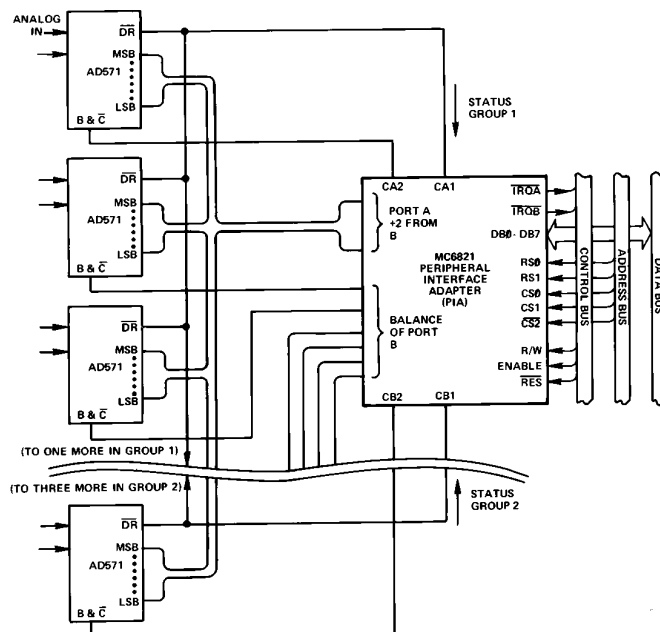 ANALOG
IN
DR
MSB
AD571
LSB
B & C
STATUS
GROUP 1
DR
MSB
AD571
LSB
B & C
CA2
CA1
PORT A
+2 FROM
B
MC6821
PERIPHERAL
INTERFACE
ADAPTER
(PIA)
BALANCE
OF PORT
B
IRQA
IRQB
DB0 - DB7
RS0
RS1
CS0
CS1
CS2
R/W
ENABLE
RES
CONTROL BUS
ADDRESS BUS
DATA BUS
DR
MSB
AD571
LSB
B & C
CB2
CB1
(TO ONE MORE IN GROUP 1)
(TO THREE MORE IN GROUP 2)
STATUS
GROUP 2
DR
MSB
AD571
LSB
B & C